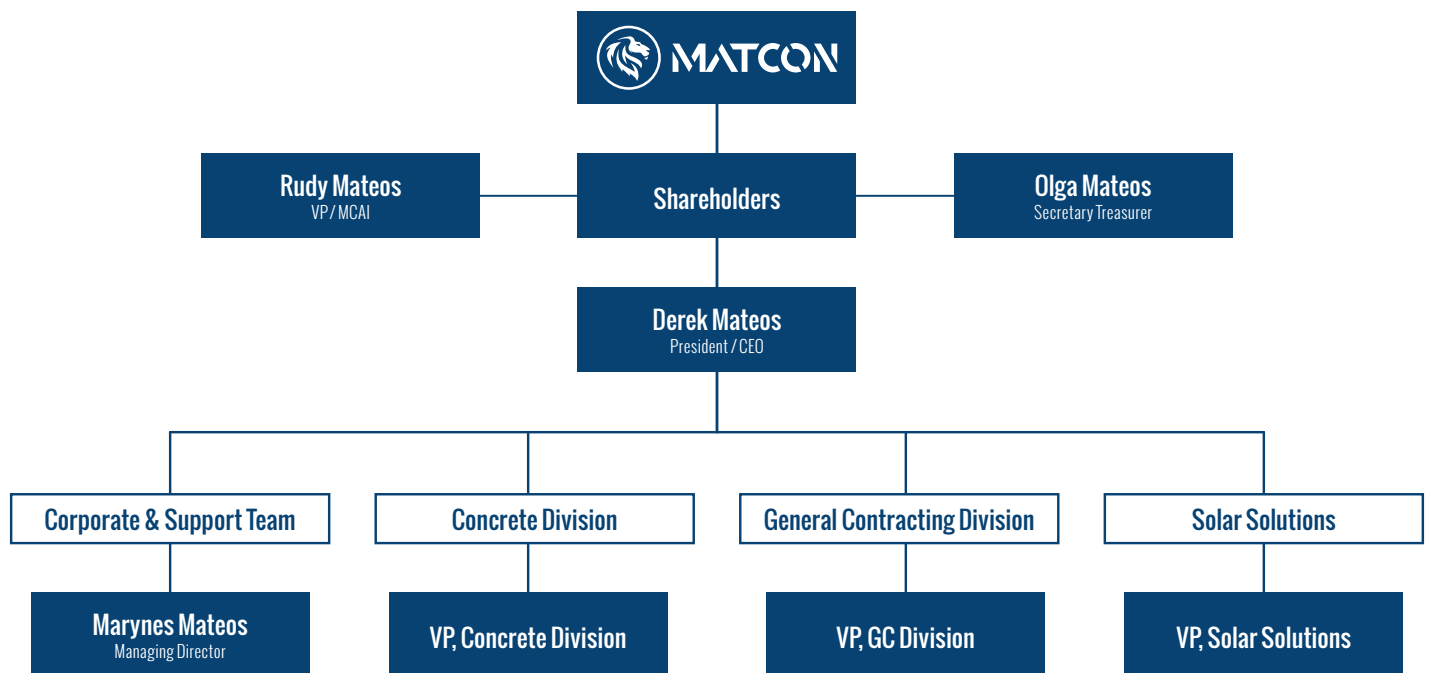 MATCON
Rudy Mateos
VP / MCAI
Shareholders
Olga Mateos
Secretary Treasurer
Derek Mateos
President / CEO
Corporate & Support Team
Concrete Division
General Contracting Division
Solar Solutions
Marynes Mateos
Managing Director
VP, Concrete Division
VP, GC Division
VP, Solar Solutions